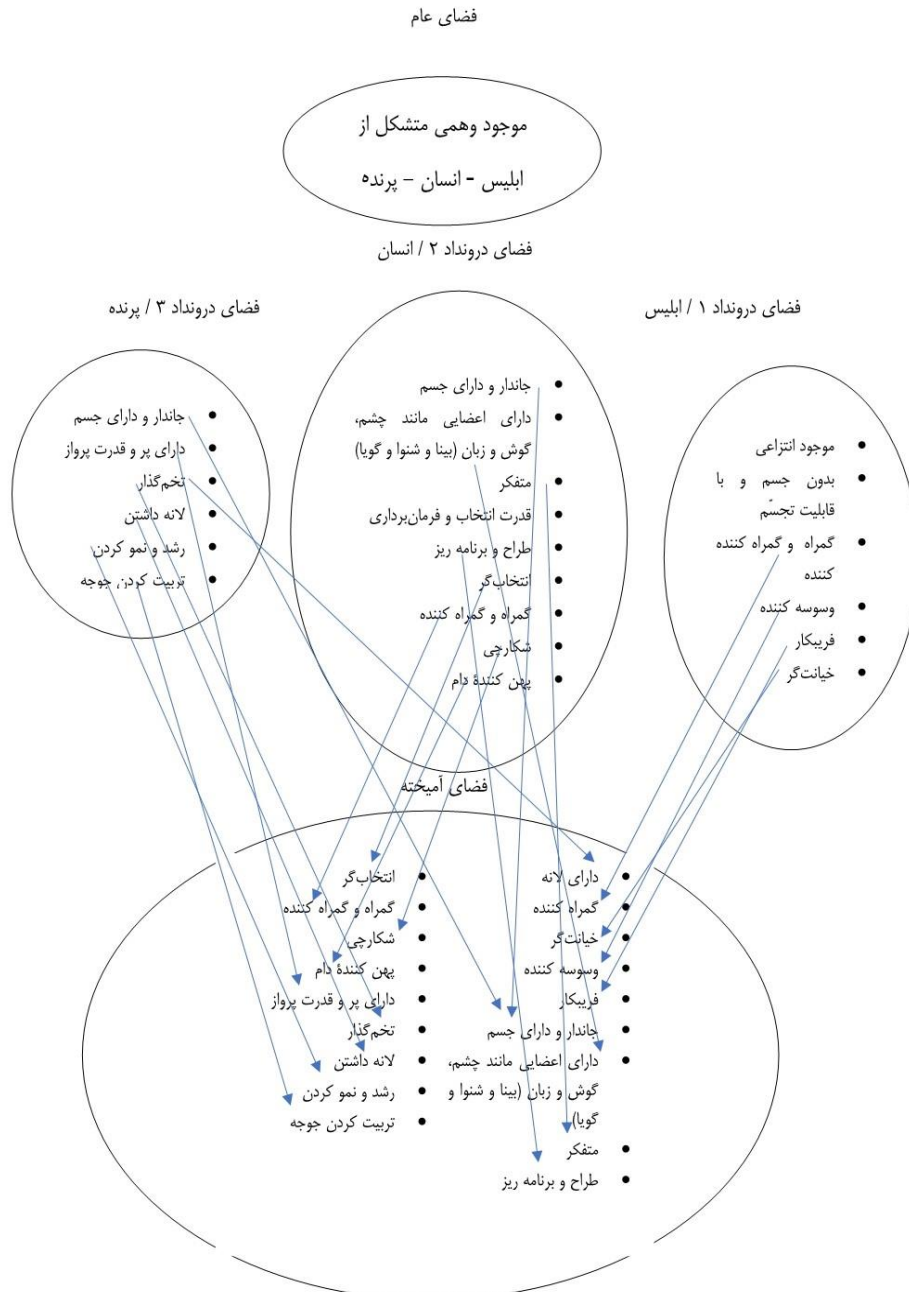 فضای عام
موجود وهمی متشکل از
ابلیس - انسان – پرنده
فضای درونداد ۲ / انسان
فضای درونداد ۱ / ابلیس
فضای درونداد ۳ / پرنده
• موجود انتزاعی
• بدون جسم و با
قابلیت تجسّم
• گمراه و گمراه کننده
کننده
• وسوسه کننده
• فریبکار
• خیانت‌گر
• جاندار و دارای جسم
• دارای اعضایی مانند چشم،
گوش و زبان (بینا و شنوا و گویا)
• متفکر
• قدرت انتخاب و فرمان‌برداری
• طراح و برنامه ریز
• انتخاب‌گر
• گمراه و گمراه کننده
• شکارچی
• پهن کنندهٔ دام
• جاندار و دارای جسم
• دارای پر و قدرت پرواز
• تخم‌گذار
• لانه داشتن
• رشد و نمو کردن
• تربیت کردن جوجه
فضای آمیخته
• دارای لانه
• گمراه کننده
• خیانت‌گر
• وسوسه کننده
• فریبکار
• جاندار و دارای جسم
• دارای اعضایی مانند چشم،
گوش و زبان (بینا و شنوا و
گویا)
• متفکر
• طراح و برنامه ریز
• انتخاب‌گر
• گمراه و گمراه کننده
• شکارچی
• پهن کنندهٔ دام
• دارای پر و قدرت پرواز
• تخم‌گذار
• لانه داشتن
• رشد و نمو کردن
• تربیت کردن جوجه